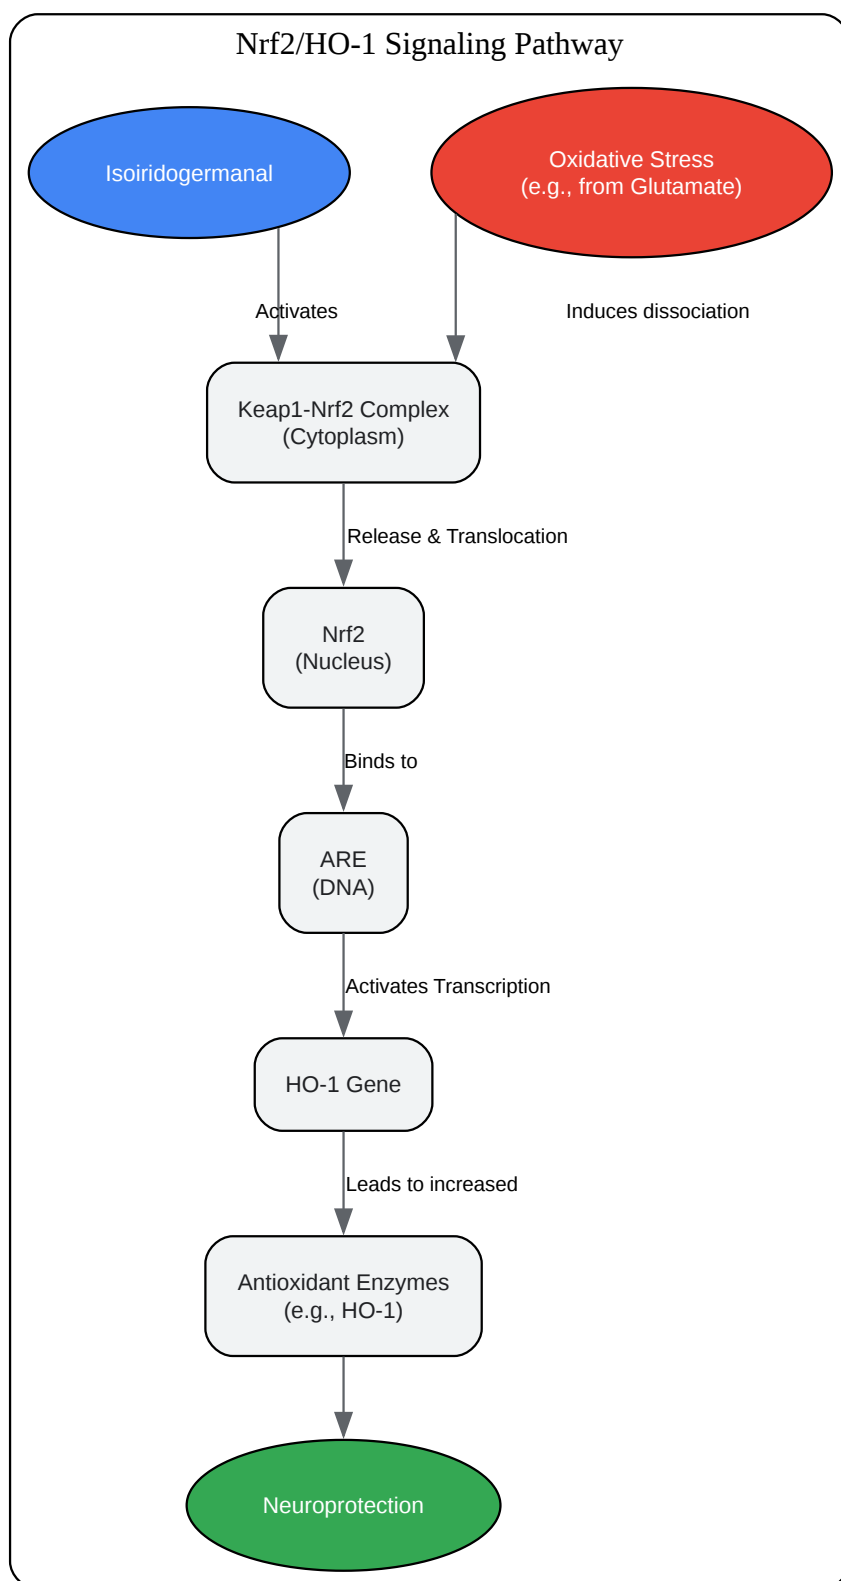 Nrf2/HO-1 Signaling Pathway
Isoiridogermanal
Oxidative Stress
(e.g., from Glutamate)
Activates
Induces dissociation
Keap1-Nrf2 Complex
(Cytoplasm)
Release & Translocation
Nrf2
(Nucleus)
Binds to
ARE
(DNA)
Activates Transcription
HO-1 Gene
Leads to increased
Antioxidant Enzymes
(e.g., HO-1)
Neuroprotection